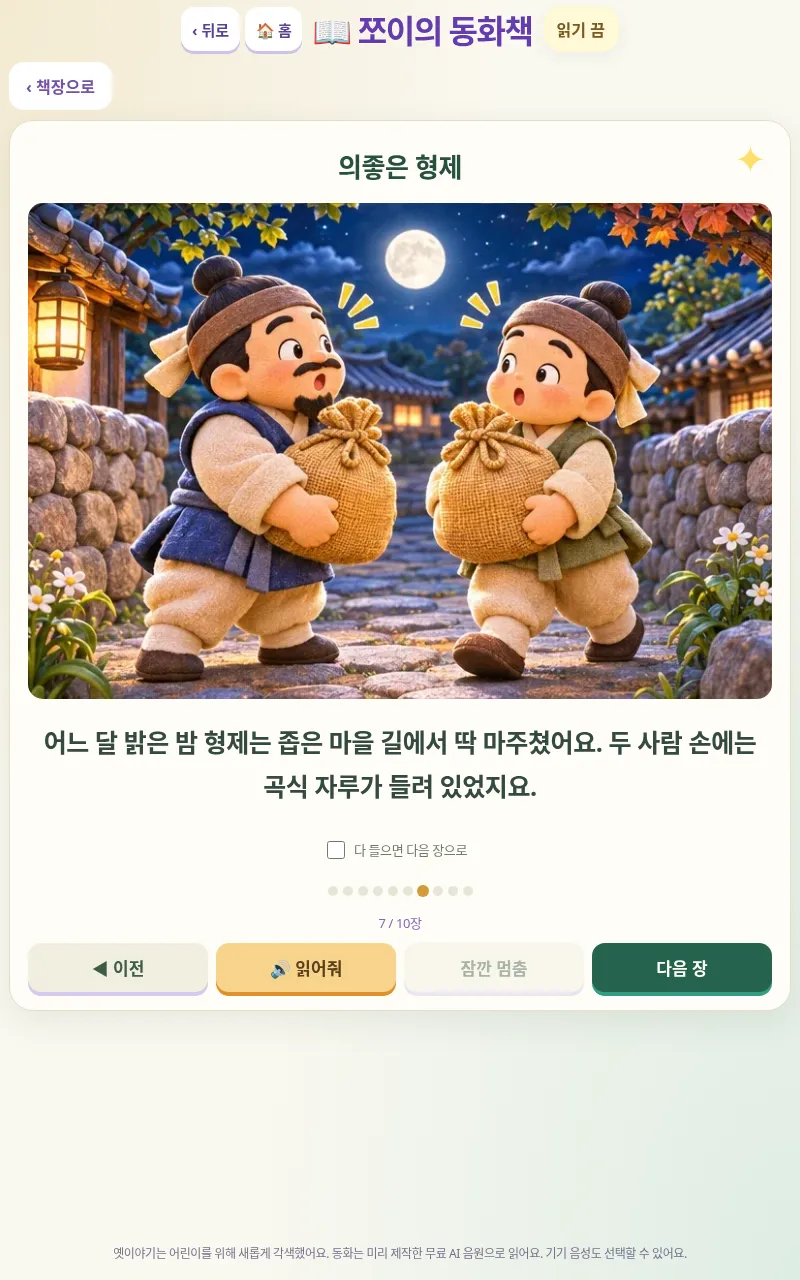 ‹ 뒤로 🏠 홈 📖 쪼이의 동화책 읽기 끝
‹ 책장으로
의좋은 형제
어느 달 밝은 밤 형제는 좁은 마을 길에서 딱 마주쳤어요. 두 사람 손에는
곡식 자루가 들려 있었지요.
다 들으면 다음 장으로
7 / 10장
◀ 이전 🔊 읽어줘 잠깐 멈춤 다음 장
옛이야기는 어린이를 위해 새롭게 각색했어요. 동화는 미리 제작한 무료 AI 음원으로 읽어요. 기기 음성도 선택할 수 있어요.